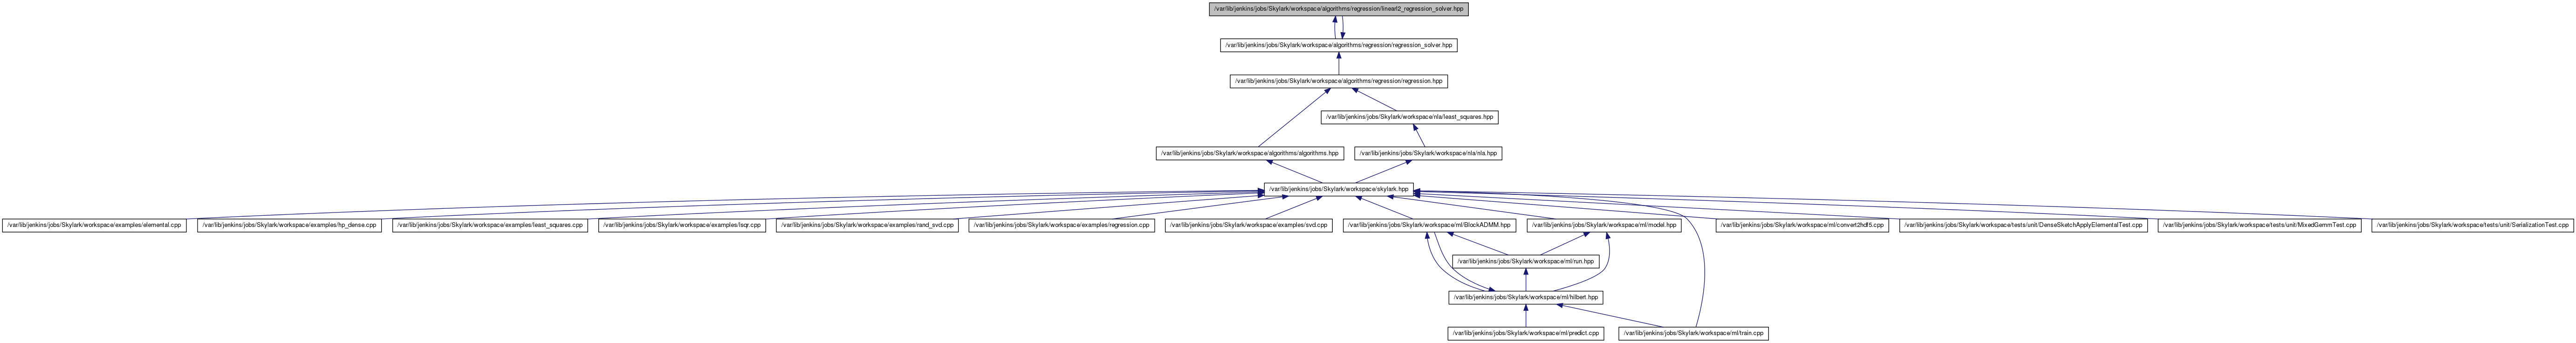 /var/lib/jenkins/jobs/Skylark/workspace/algorithms/regression/linearl2_regression_solver.hpp
/var/lib/jenkins/jobs/Skylark/workspace/algorithms/regression/regression_solver.hpp
/var/lib/jenkins/jobs/Skylark/workspace/algorithms/regression/regression.hpp
/var/lib/jenkins/jobs/Skylark/workspace/nla/least_squares.hpp
/var/lib/jenkins/jobs/Skylark/workspace/algorithms/algorithms.hpp
/var/lib/jenkins/jobs/Skylark/workspace/nla/nla.hpp
/var/lib/jenkins/jobs/Skylark/workspace/skylark.hpp
/var/lib/jenkins/jobs/Skylark/workspace/examples/elemental.cpp
/var/lib/jenkins/jobs/Skylark/workspace/examples/hp_dense.cpp
/var/lib/jenkins/jobs/Skylark/workspace/examples/least_squares.cpp
/var/lib/jenkins/jobs/Skylark/workspace/examples/lsqr.cpp
/var/lib/jenkins/jobs/Skylark/workspace/examples/rand_svd.cpp
/var/lib/jenkins/jobs/Skylark/workspace/examples/regression.cpp
/var/lib/jenkins/jobs/Skylark/workspace/examples/svd.cpp
/var/lib/jenkins/jobs/Skylark/workspace/ml/BlockADMM.hpp
/var/lib/jenkins/jobs/Skylark/workspace/ml/model.hpp
/var/lib/jenkins/jobs/Skylark/workspace/ml/convert2hdf5.cpp
/var/lib/jenkins/jobs/Skylark/workspace/tests/unit/DenseSketchApplyElementalTest.cpp
/var/lib/jenkins/jobs/Skylark/workspace/tests/unit/MixedGemmTest.cpp
/var/lib/jenkins/jobs/Skylark/workspace/tests/unit/SerializationTest.cpp
/var/lib/jenkins/jobs/Skylark/workspace/ml/run.hpp
/var/lib/jenkins/jobs/Skylark/workspace/ml/hilbert.hpp
/var/lib/jenkins/jobs/Skylark/workspace/ml/predict.cpp
/var/lib/jenkins/jobs/Skylark/workspace/ml/train.cpp